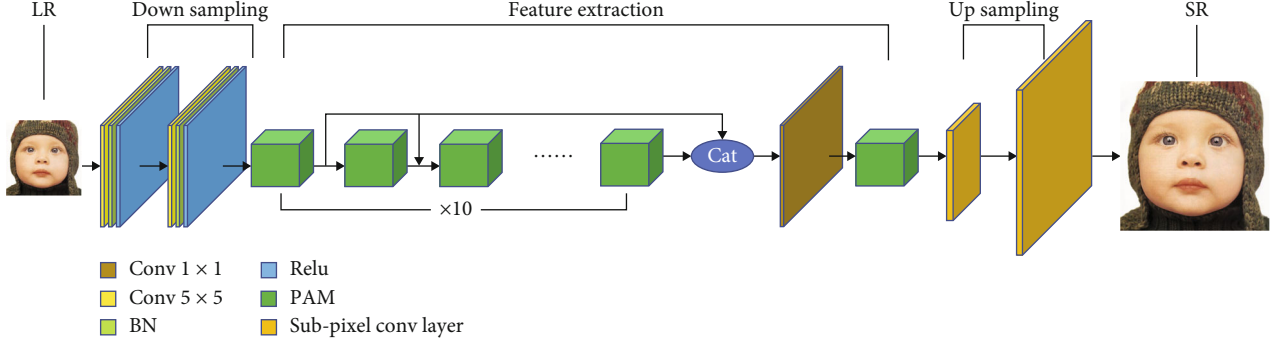 LR
Down sampling
Feature extraction
Up sampling
SR
Cat
......
×10
Conv 1 × 1
Relu
Conv 5 × 5
PAM
BN
Sub-pixel conv layer